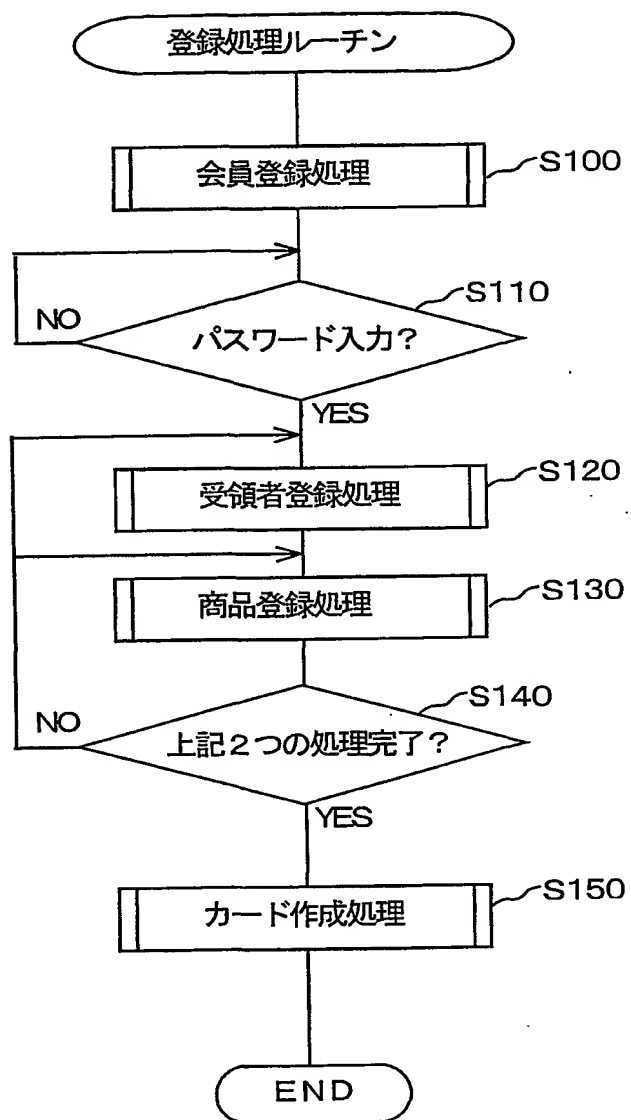 登録処理ルーチン
会員登録処理
S100
S110
NO
パスワード入力？
YES
受領者登録処理
S120
商品登録処理
S130
S140
NO
上記２つの処理完了？
YES
カード作成処理
S150
END